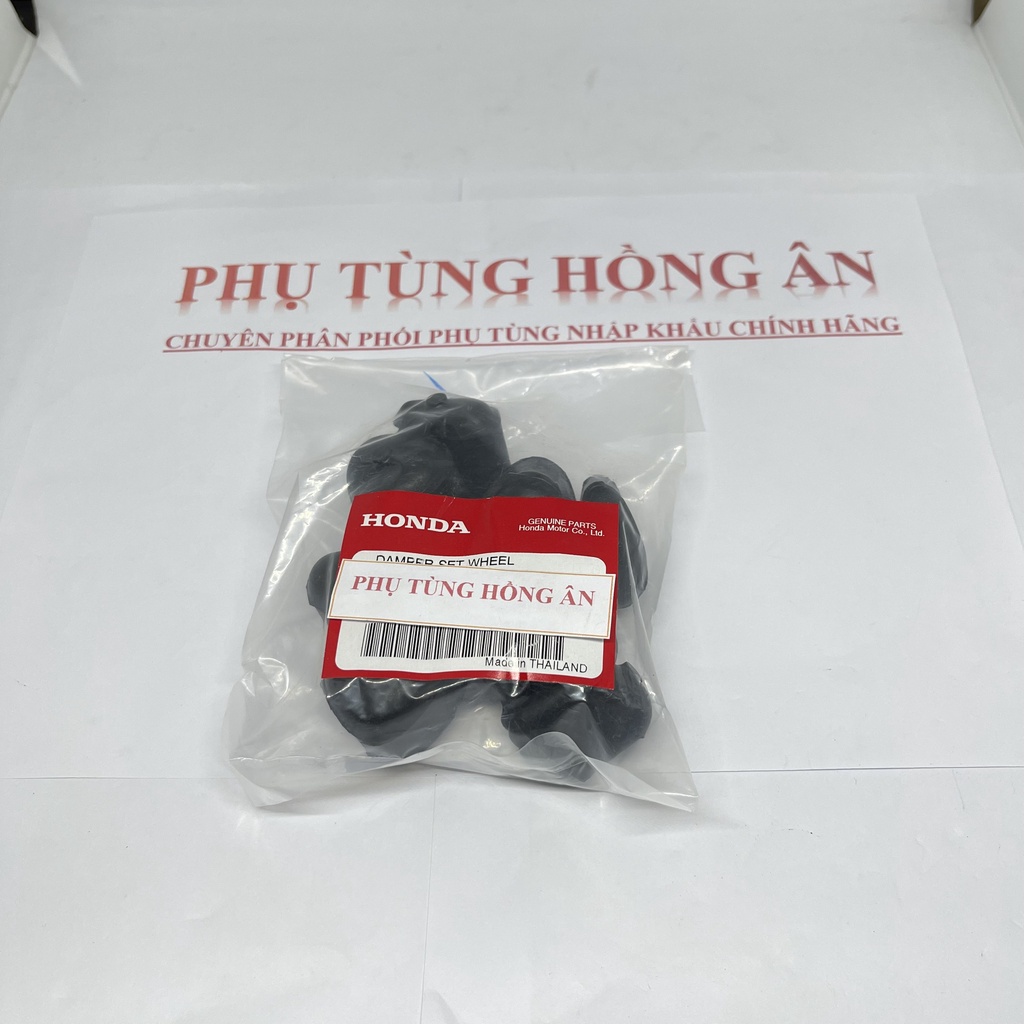 PHỤ TÙNG HỒNG ÂN
CHUYÊN PHÂN PHỐI PHỤ TÙNG NHẬP KHẨU CHÍNH HÃNG
HONDA
GENUINE PARTS
Honda Motor Co., Ltd.
DAMPER SET WHEEL
PHỤ TÙNG HỒNG ÂN
Made in THAILAND